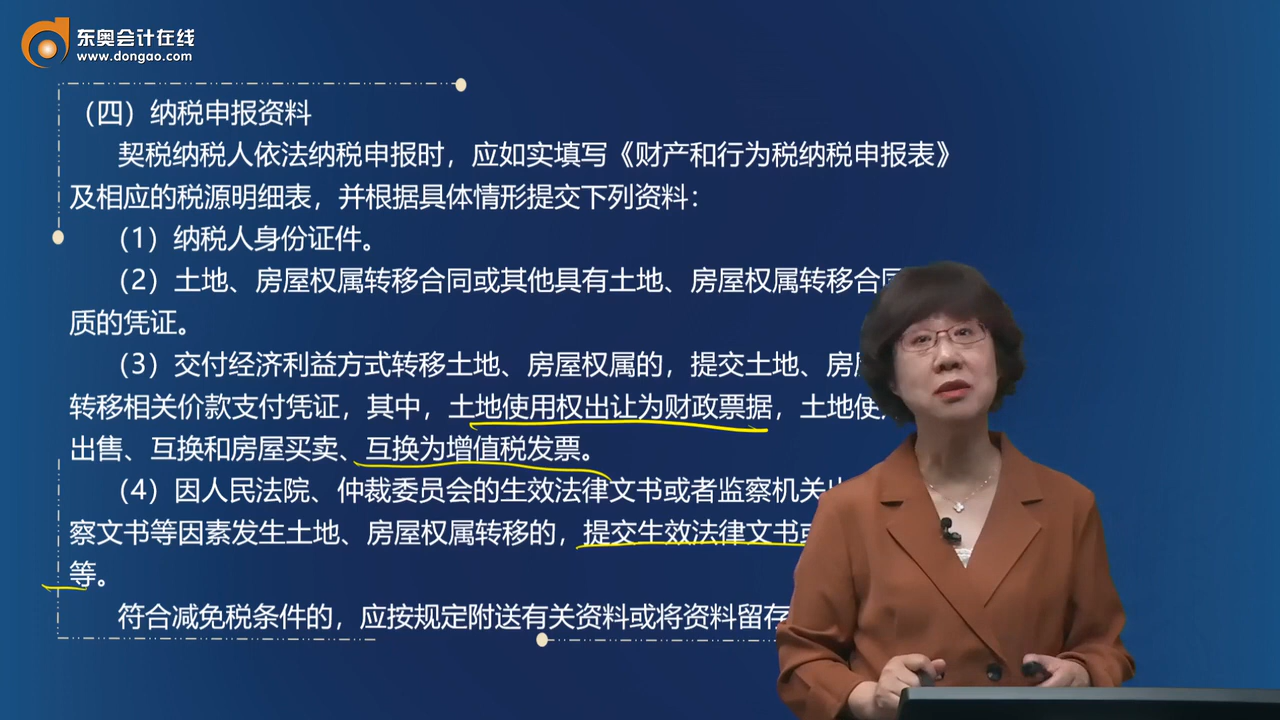 东奥会计在线
www.dongao.com
（四）纳税申报资料
契税纳税人依法纳税申报时，应如实填写《财产和行为税纳税申报表》
及相应的税源明细表，并根据具体情形提交下列资料：
（1）纳税人身份证件。
（2）土地、房屋权属转移合同或其他具有土地、房屋权属转移合同
质的凭证。
（3）交付经济利益方式转移土地、房屋权属的，提交土地、房
转移相关价款支付凭证，其中，土地使用权出让为财政票据，土地使
出售、互换和房屋买卖、互换为增值税发票。
（4）因人民法院、仲裁委员会的生效法律文书或者监察机关
察文书等因素发生土地、房屋权属转移的，提交生效法律文书或
等。
符合减免税条件的，应按规定附送有关资料或将资料留存